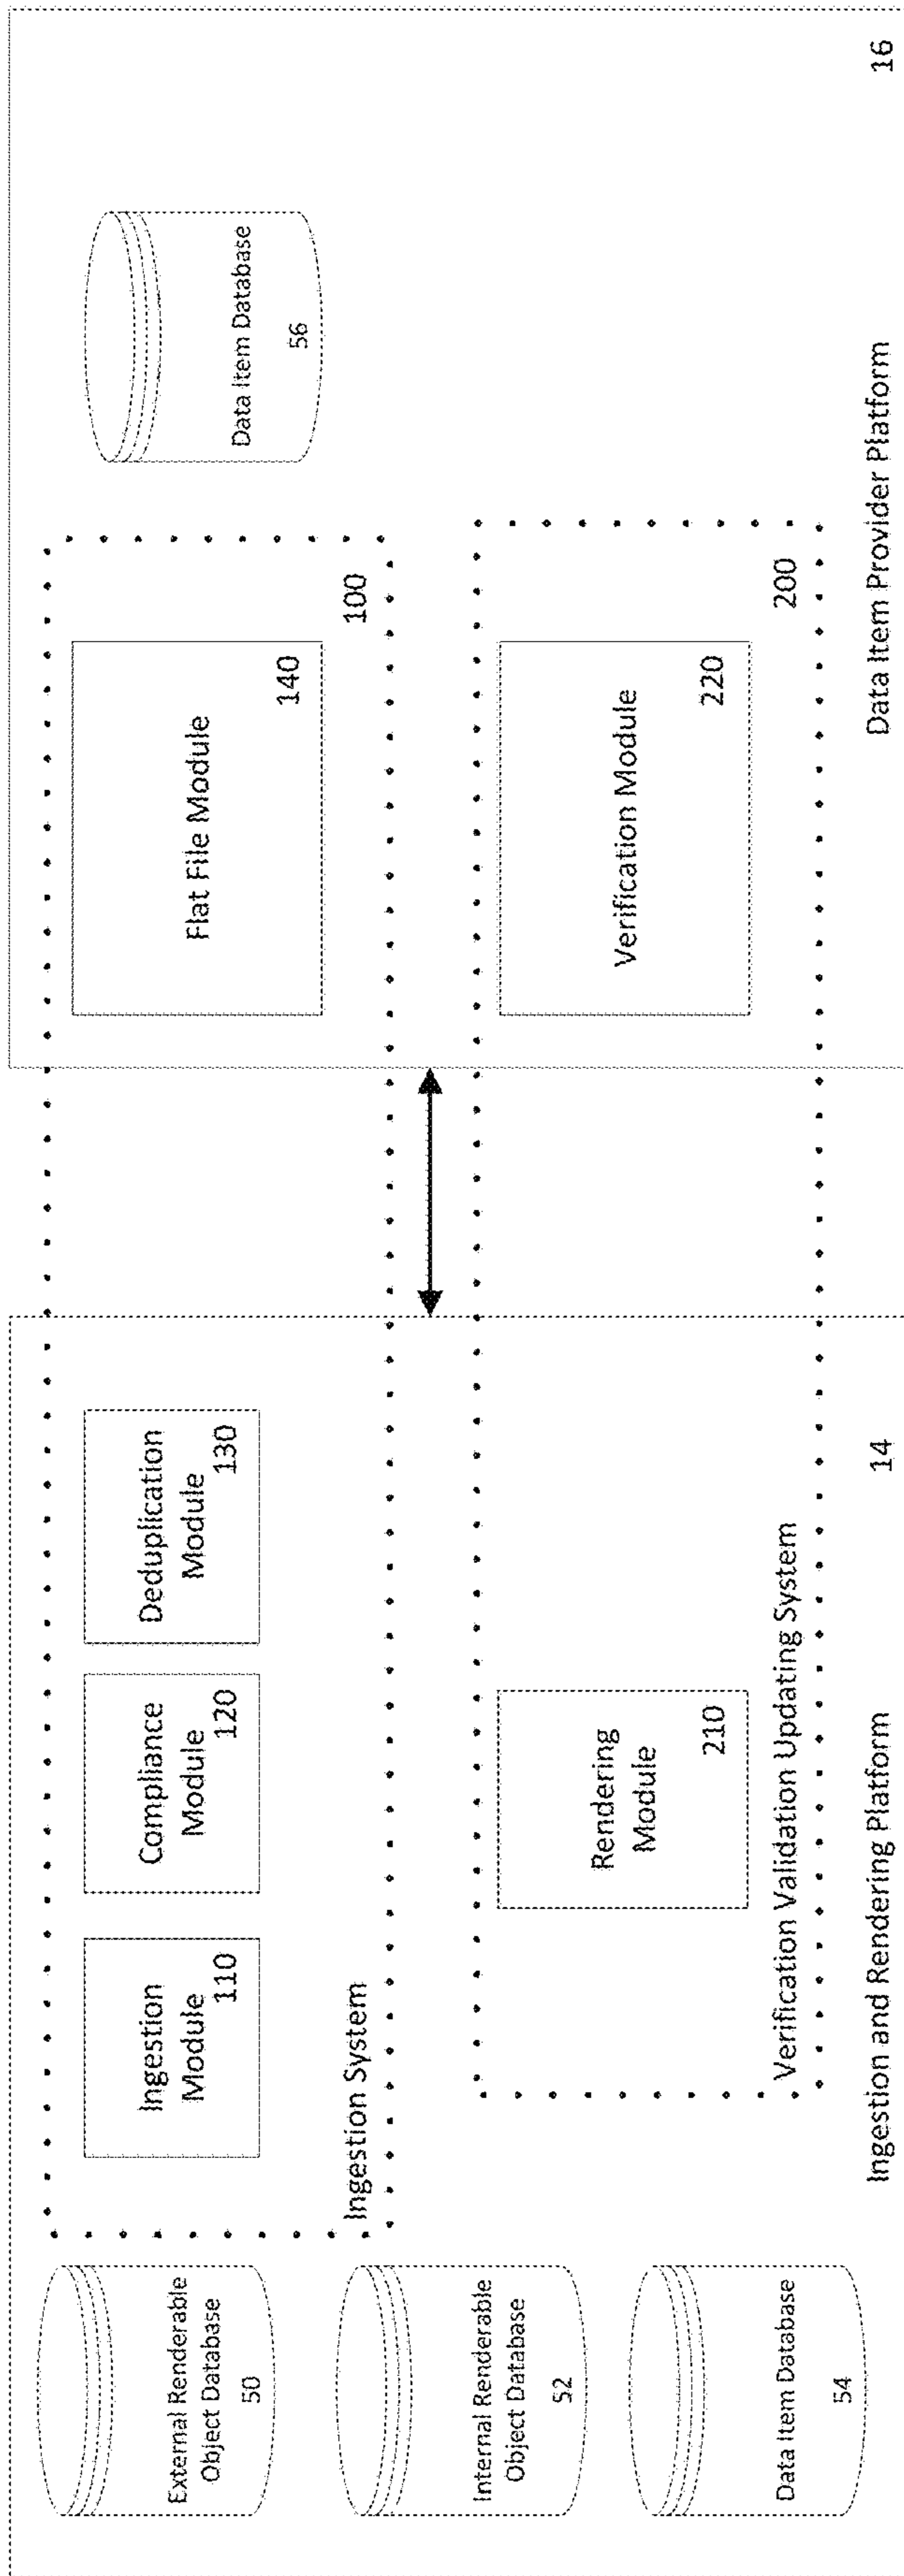 External Renderable
Object Database
50
Internal Renderable
Object Database
52
Data Item Database
54
Ingestion
Module
110
Compliance
Module
120
Deduplication
Module
130
Ingestion System
Rendering
Module
210
Verification Validation Updating System
Ingestion and Rendering Platform
14
Flat File Module
140
100
Verification Module
220
200
Data Item Database
56
Data Item Provider Platform
16